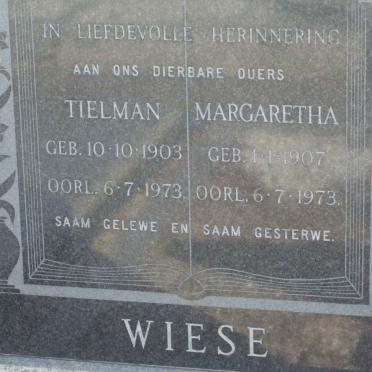 IN LIEFDEVOLLE HERINNERING
AAN ONS DIERBARE OUERS
TIELMAN MARGARETHA
GEB. 10-10-1903 GEB. 1-1-1907
OORL. 6-7-1973. OORL. 6-7-1973.
SAAM GELEWE EN SAAM GESTERWE.
WIESE